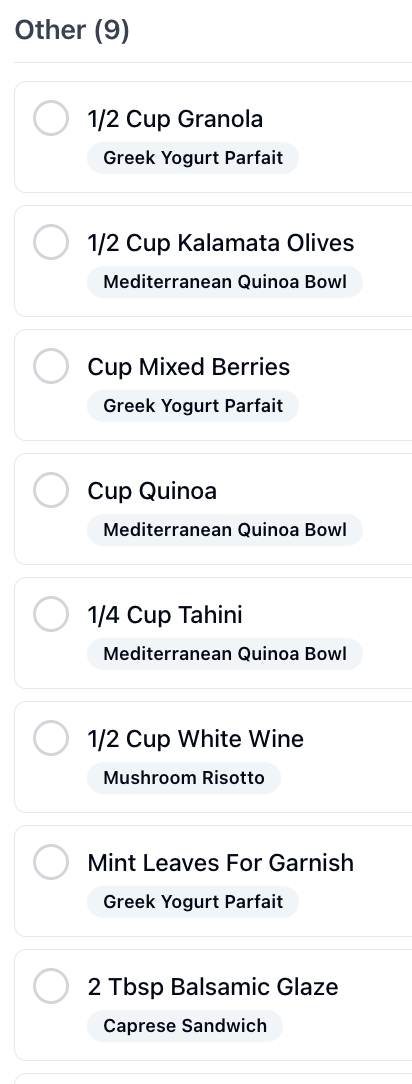 Other (9)
1/2 Cup Granola
Greek Yogurt Parfait
1/2 Cup Kalamata Olives
Mediterranean Quinoa Bowl
Cup Mixed Berries
Greek Yogurt Parfait
Cup Quinoa
Mediterranean Quinoa Bowl
1/4 Cup Tahini
Mediterranean Quinoa Bowl
1/2 Cup White Wine
Mushroom Risotto
Mint Leaves For Garnish
Greek Yogurt Parfait
2 Tbsp Balsamic Glaze
Caprese Sandwich